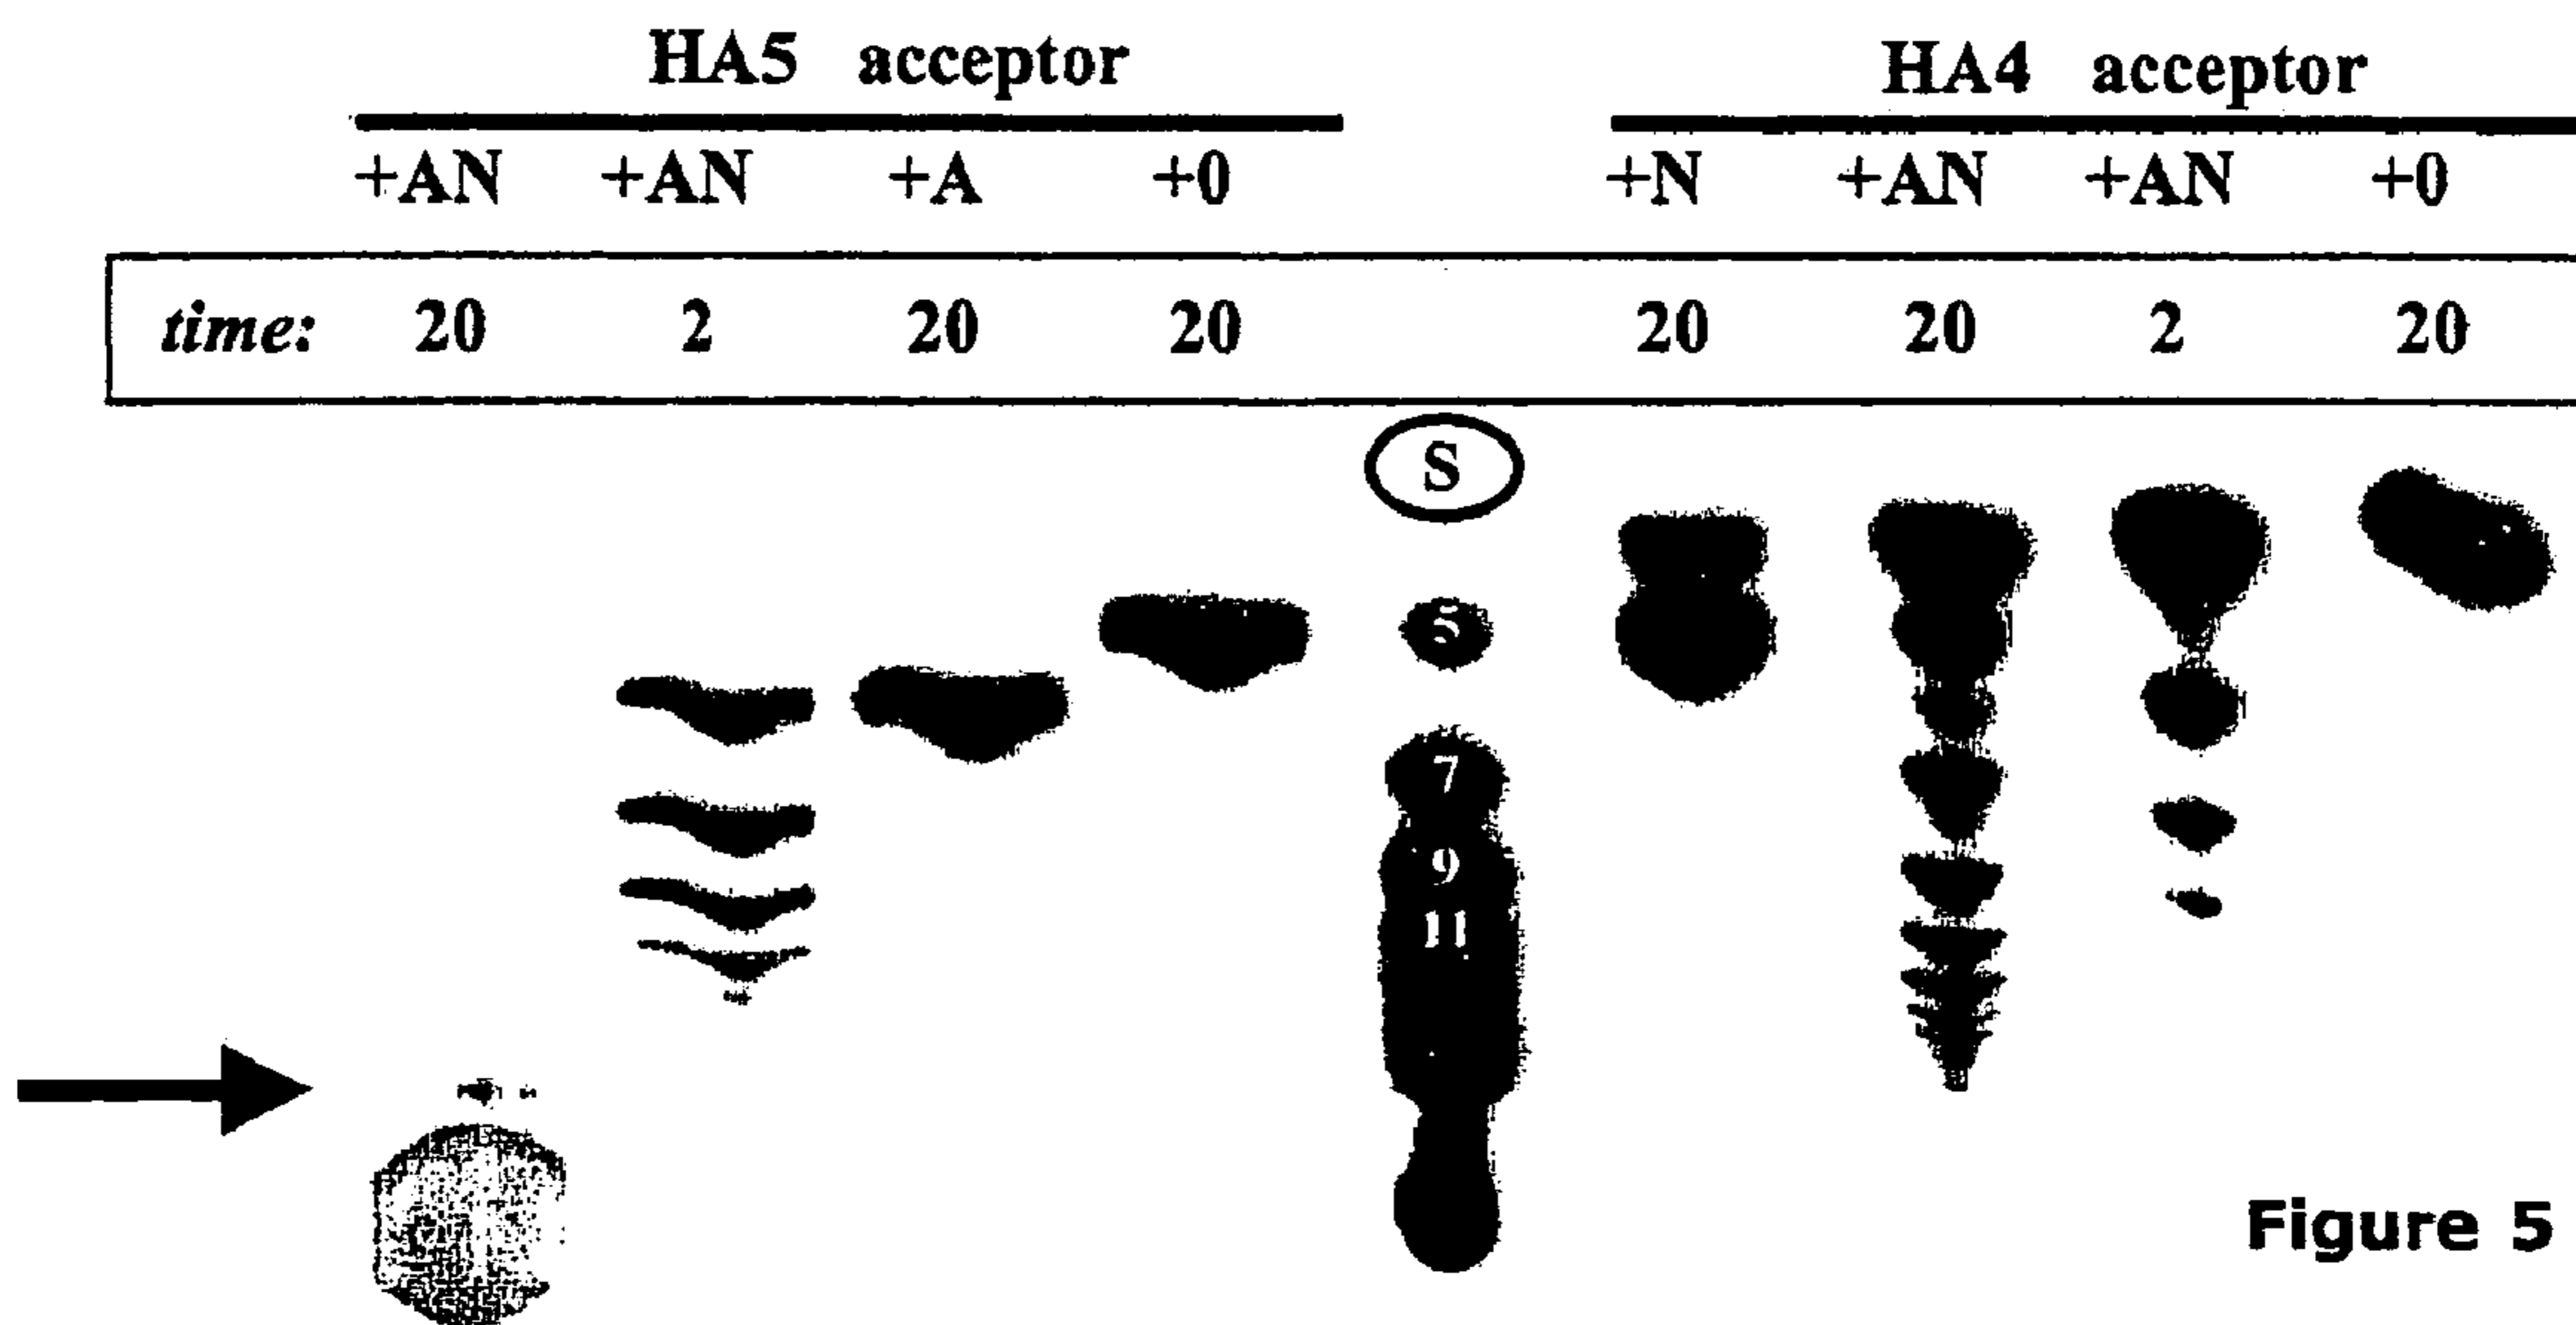 HA5 acceptor HA4 acceptor
+AN +AN +A +0 +N +AN +AN +0
time: 20 2 20 20 20 20 2 20
S
5
7
9
11
Figure 5